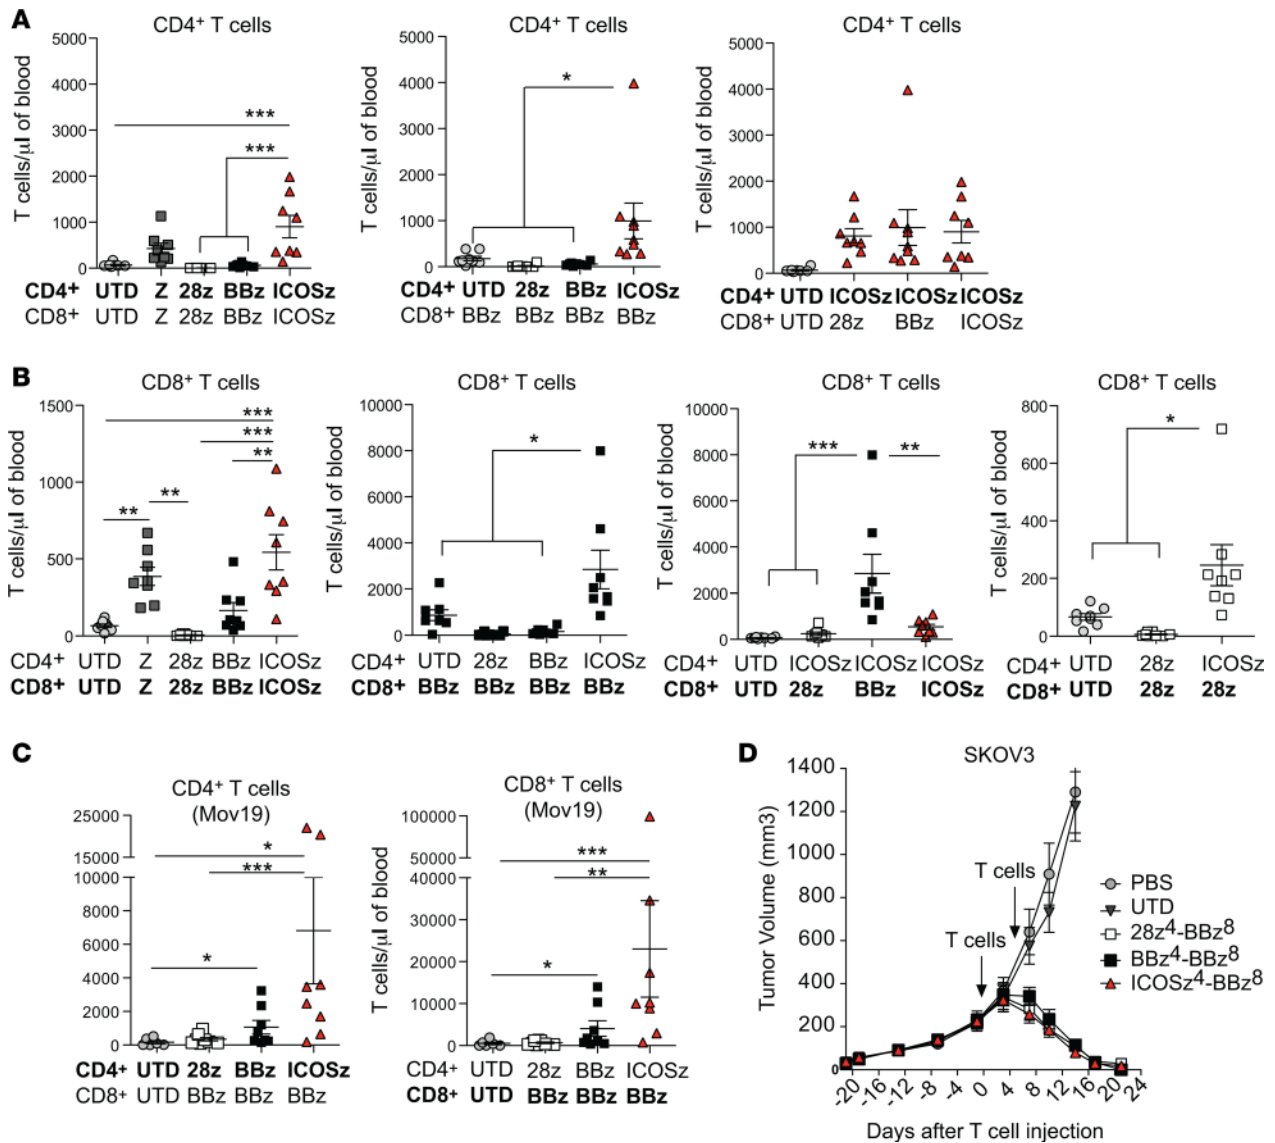 A
CD4+ T cells
T cells/µl of blood
5000
4000
3000
2000
1000
0
***
***
CD4+ UTD Z 28z BBz ICOSz
CD8+ UTD Z 28z BBz ICOSz
CD4+ T cells
T cells/µl of blood
5000
4000
3000
2000
1000
0
*
CD4+ UTD 28z BBz ICOSz
CD8+ BBz BBz BBz BBz
CD4+ T cells
T cells/µl of blood
5000
4000
3000
2000
1000
0
CD4+ UTD ICOSz ICOSz ICOSz
CD8+ UTD 28z BBz ICOSz
B
CD8+ T cells
T cells/µl of blood
1500
1000
500
0
***
***
**
**
**
CD4+ UTD Z 28z BBz ICOSz
CD8+ UTD Z 28z BBz ICOSz
CD8+ T cells
T cells/µl of blood
10000
8000
6000
4000
2000
0
*
CD4+ UTD 28z BBz ICOSz
CD8+ BBz BBz BBz BBz
CD8+ T cells
T cells/µl of blood
10000
8000
6000
4000
2000
0
*** **
CD4+ UTD ICOSz ICOSz ICOSz
CD8+ UTD 28z BBz ICOSz
CD8+ T cells
T cells/µl of blood
800
600
400
200
0
*
CD4+ UTD 28z ICOSz
CD8+ UTD 28z 28z
C
CD4+ T cells
(Mov19)
25000
15000
10000
8000
6000
4000
2000
0
*
***
*
CD4+ UTD 28z BBz ICOSz
CD8+ UTD BBz BBz BBz
CD8+ T cells
(Mov19)
T cells/µl of blood
100000
50000
40000
30000
20000
10000
0
***
**
*
CD4+ UTD 28z BBz ICOSz
CD8+ UTD BBz BBz BBz
D
SKOV3
Tumor Volume (mm3)
1400
1200
1000
800
600
400
200
0
T cells
T cells
PBS
UTD
28z4-BBz8
BBz4-BBz8
ICOSz4-BBz8
-20 -16 -12 -8 -4 0 4 8 12 16 20 24
Days after T cell injection